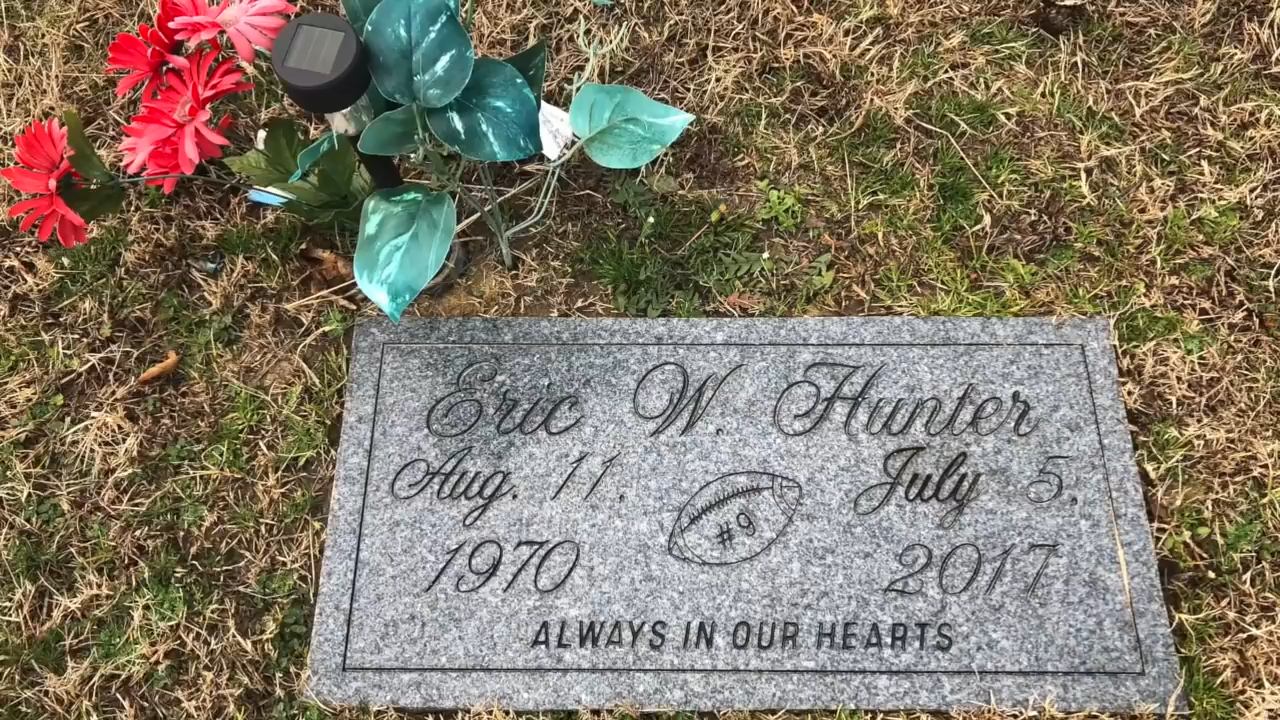 Eric W. Hunter
Aug. 11, July 5,
#9
1970 2017
ALWAYS IN OUR HEARTS